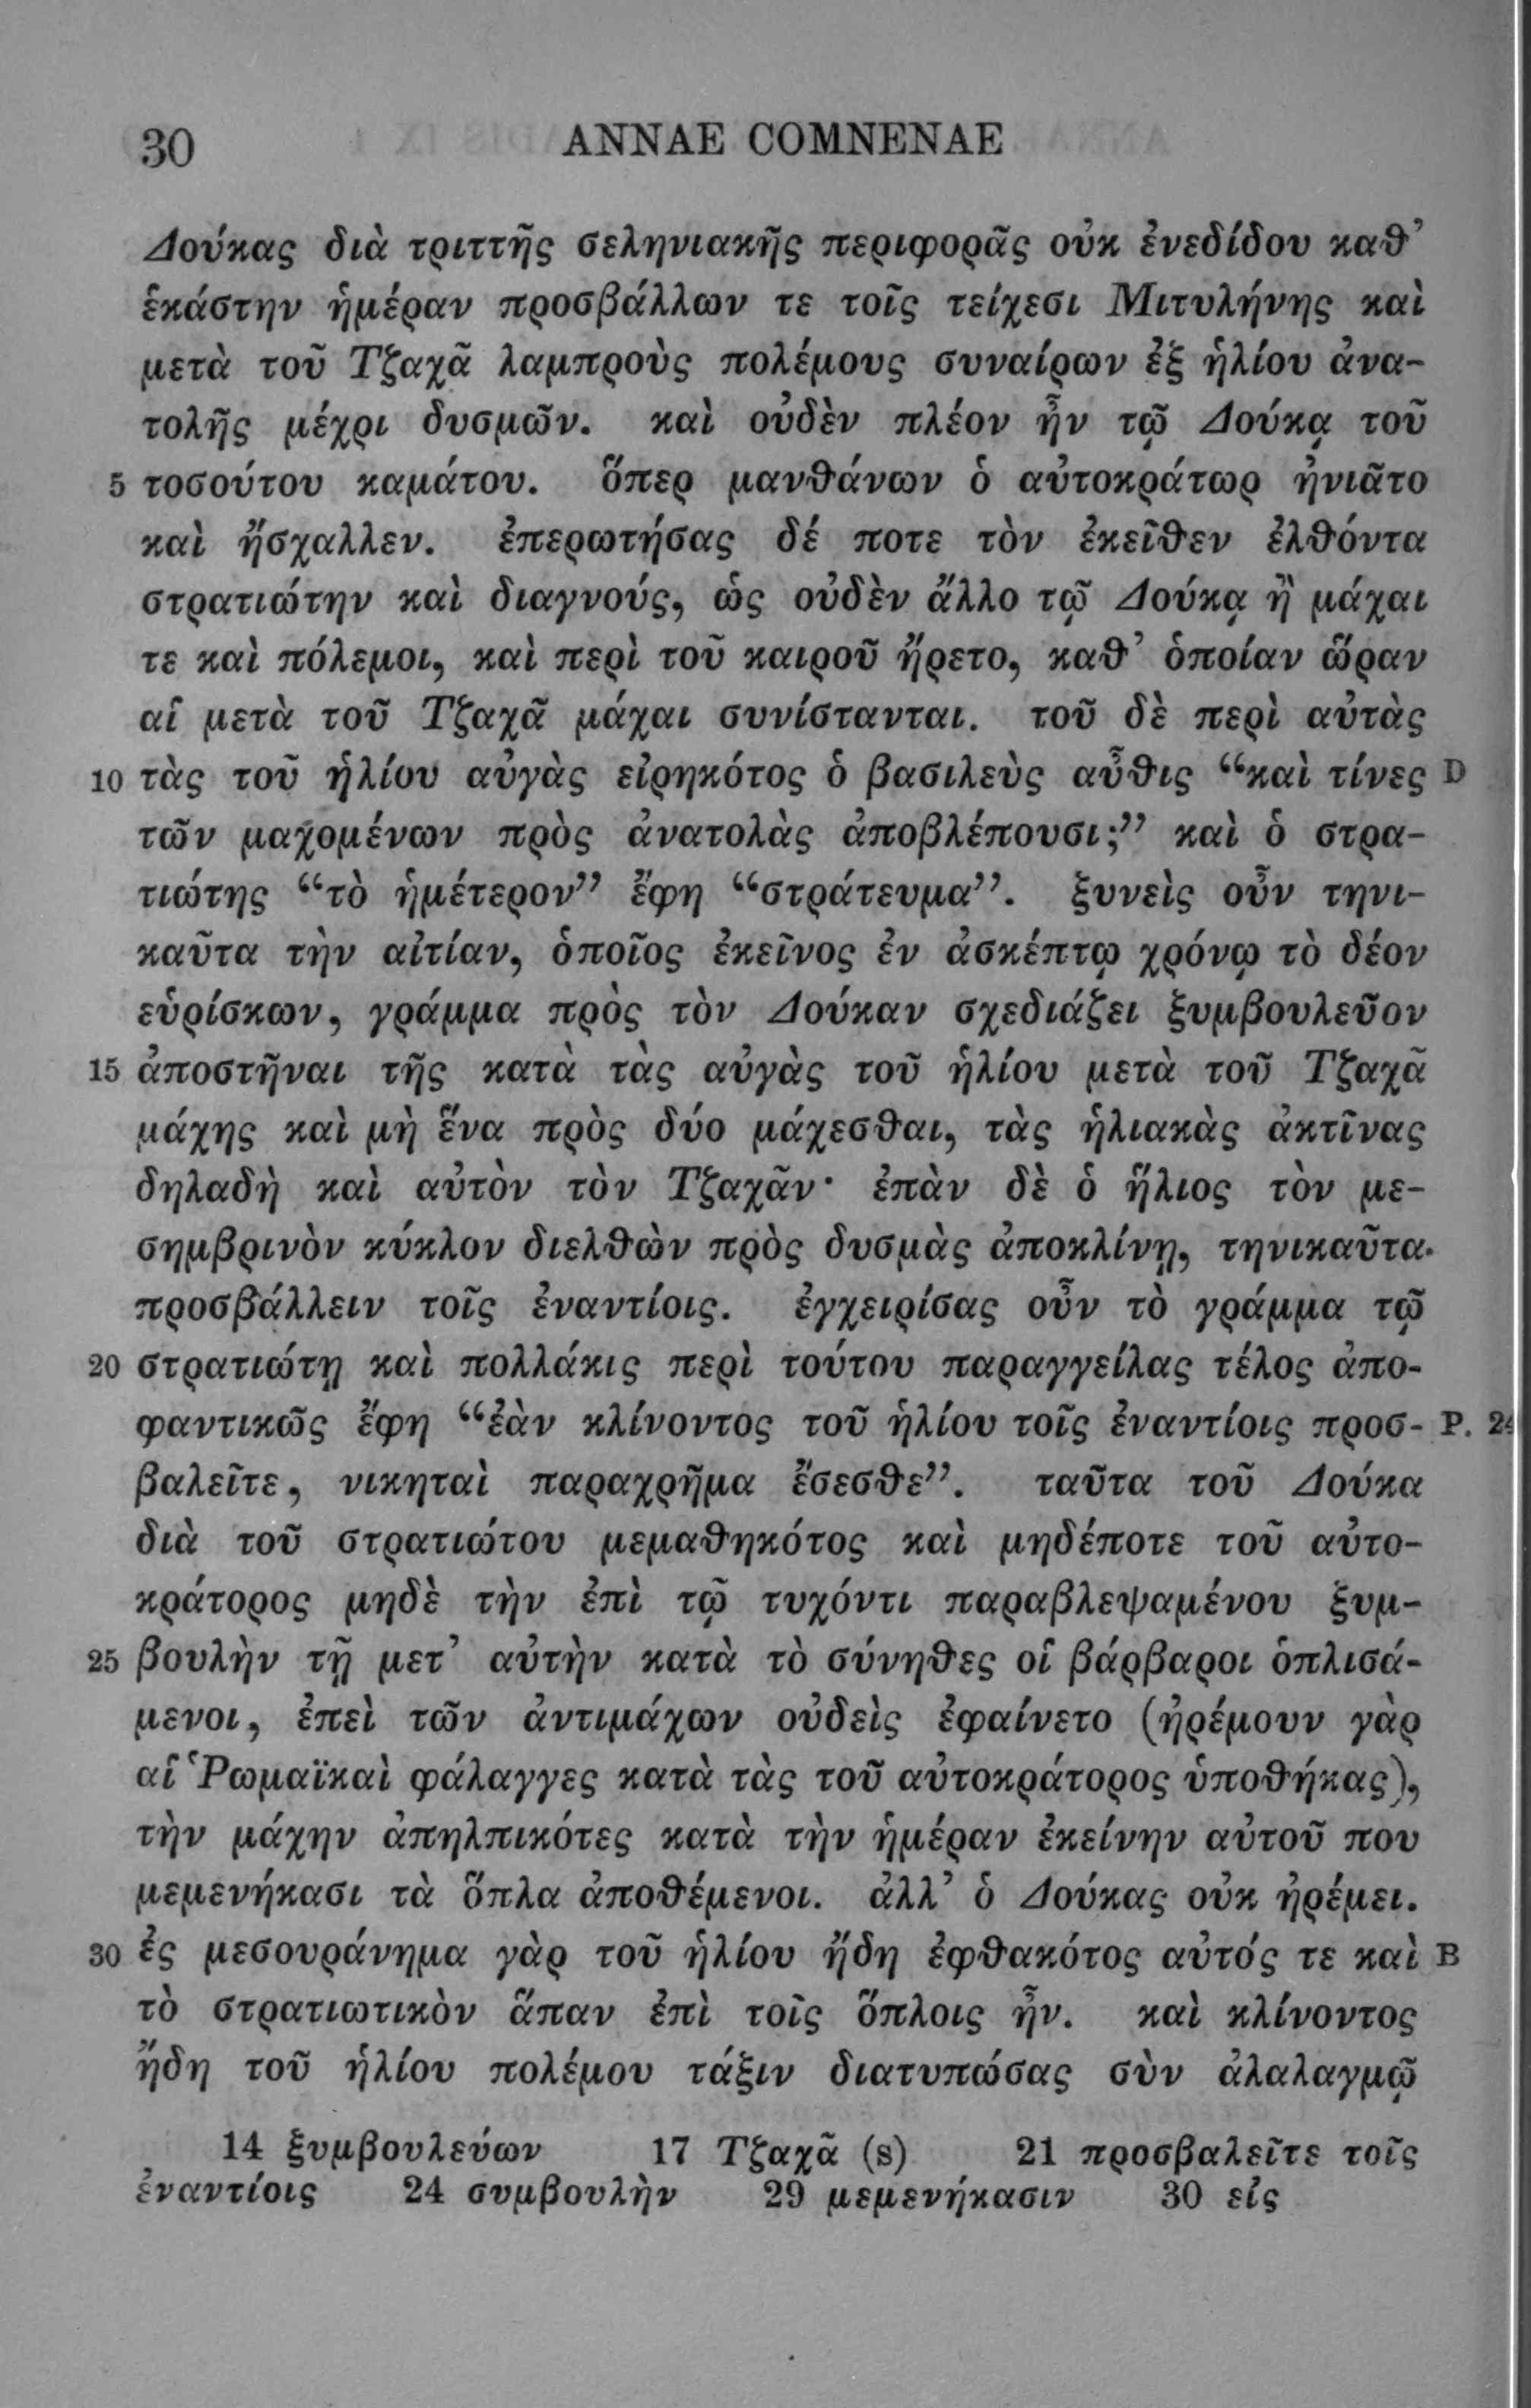 30 ANNAE COMNENAE
Δούκας διὰ τριττῆς σεληνιακῆς περιφορᾶς οὐκ ἐνεδίδου καθ’
ἑκάστην ἡμέραν προσβάλλων τε τοῖς τείχεσι Μιτυλήνης καὶ
μετὰ τοῦ Τζαχᾶ λαμπροὺς πολέμους συναίρων ἐξ ἡλίου ἀνα-
τολῆς μέχρι δυσμῶν. καὶ οὐδὲν πλέον ἦν τῷ Δούκᾳ τοῦ
5 τοσούτου καμάτου. ὅπερ μανθάνων ὁ αὐτοκράτωρ ἠνιᾶτο
καὶ ἤσχαλλεν. ἐπερωτήσας δέ ποτε τὸν ἐκεῖθεν ἐλθόντα
στρατιώτην καὶ διαγνούς, ὡς οὐδὲν ἄλλο τῷ Δούκᾳ ἢ μάχαι
τε καὶ πόλεμοι, καὶ περὶ τοῦ καιροῦ ἤρετο, καθ’ ὁποίαν ὥραν
αἱ μετὰ τοῦ Τζαχᾶ μάχαι συνίστανται. τοῦ δὲ περὶ αὐτὰς
10 τὰς τοῦ ἡλίου αὐγὰς εἰρηκότος ὁ βασιλεὺς αὖθις “καὶ τίνες D
τῶν μαχομένων πρὸς ἀνατολὰς ἀποβλέπουσι;” καὶ ὁ στρα-
τιώτης “τὸ ἡμέτερον” ἔφη “στράτευμα”. ξυνεὶς οὖν τηνι-
καῦτα τὴν αἰτίαν, ὁποῖος ἐκεῖνος ἐν ἀσκέπτῳ χρόνῳ τὸ δέον
εὑρίσκων, γράμμα πρὸς τὸν Δούκαν σχεδιάζει ξυμβουλεῦον
15 ἀποστῆναι τῆς κατὰ τὰς αὐγὰς τοῦ ἡλίου μετὰ τοῦ Τζαχᾶ
μάχης καὶ μὴ ἕνα πρὸς δύο μάχεσθαι, τὰς ἡλιακὰς ἀκτῖνας
δηλαδὴ καὶ αὐτὸν τὸν Τζαχᾶν· ἐπὰν δὲ ὁ ἥλιος τὸν με-
σημβρινὸν κύκλον διελθὼν πρὸς δυσμὰς ἀποκλίνῃ, τηνικαῦτα
προσβάλλειν τοῖς ἐναντίοις. ἐγχειρίσας οὖν τὸ γράμμα τῷ
20 στρατιώτῃ καὶ πολλάκις περὶ τούτου παραγγείλας τέλος ἀπο-
φαντικῶς ἔφη “ἐὰν κλίνοντος τοῦ ἡλίου τοῖς ἐναντίοις προσ- P. 24
βαλεῖτε, νικηταὶ παραχρῆμα ἔσεσθε”. ταῦτα τοῦ Δούκα
διὰ τοῦ στρατιώτου μεμαθηκότος καὶ μηδέποτε τοῦ αὐτο-
κράτορος μηδὲ τὴν ἐπὶ τῷ τυχόντι παραβλεψαμένου ξυμ-
25 βουλὴν τῇ μετ’ αὐτὴν κατὰ τὸ σύνηθες οἱ βάρβαροι ὁπλισά-
μενοι, ἐπεὶ τῶν ἀντιμάχων οὐδεὶς ἐφαίνετο (ἠρέμουν γὰρ
αἱ Ῥωμαϊκαὶ φάλαγγες κατὰ τὰς τοῦ αὐτοκράτορος ὑποθήκας),
τὴν μάχην ἀπηλπικότες κατὰ τὴν ἡμέραν ἐκείνην αὐτοῦ που
μεμενήκασι τὰ ὅπλα ἀποθέμενοι. ἀλλ’ ὁ Δούκας οὐκ ἠρέμει.
30 ἐς μεσουράνημα γὰρ τοῦ ἡλίου ἤδη ἐφθακότος αὐτός τε καὶ B
τὸ στρατιωτικὸν ἅπαν ἐπὶ τοῖς ὅπλοις ἦν. καὶ κλίνοντος
ἤδη τοῦ ἡλίου πολέμου τάξιν διατυπώσας σὺν ἀλαλαγμῷ
14 ξυμβουλεύων 17 Τζαχᾶ (s) 21 προσβαλεῖτε τοῖς
ἐναντίοις 24 συμβουλὴν 29 μεμενήκασιν 30 εἰς